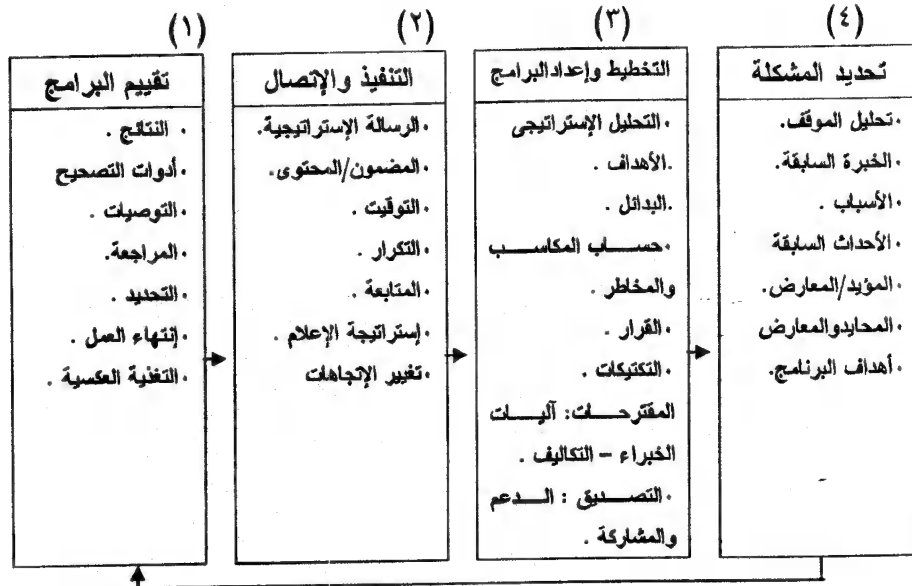 (١)
تقييم البرامج
· النتائج .
· أدوات التصحيح
· التوصيات .
· المراجعة.
· التحديد .
· إنتهاء العمل .
· التغذية العكسية .
(٢)
التنفيذ والإتصال
· الرسالة الإستراتيجية.
· المضمون/المحتوى.
· التوقيت .
· التكرار .
· المتابعة .
· إستراتيجة الإعلام .
· تغيير الإتجاهات
(٣)
التخطيط وإعداد البرامج
· التحليل الإستراتيجى
.الأهداف .
.البدائل .
· حساب المكاسب
والمخاطر .
· القرار .
· التكتيكات .
المقترحات: آليات
الخبراء – التكاليف .
· التصديق : الدعم
والمشاركة .
(٤)
تحديد المشكلة
· تحليل الموقف.
· الخبرة السابقة.
· الأسباب .
· الأحداث السابقة
· المؤيد/المعارض.
· المحايدوالمعارض
· أهداف البرنامج.